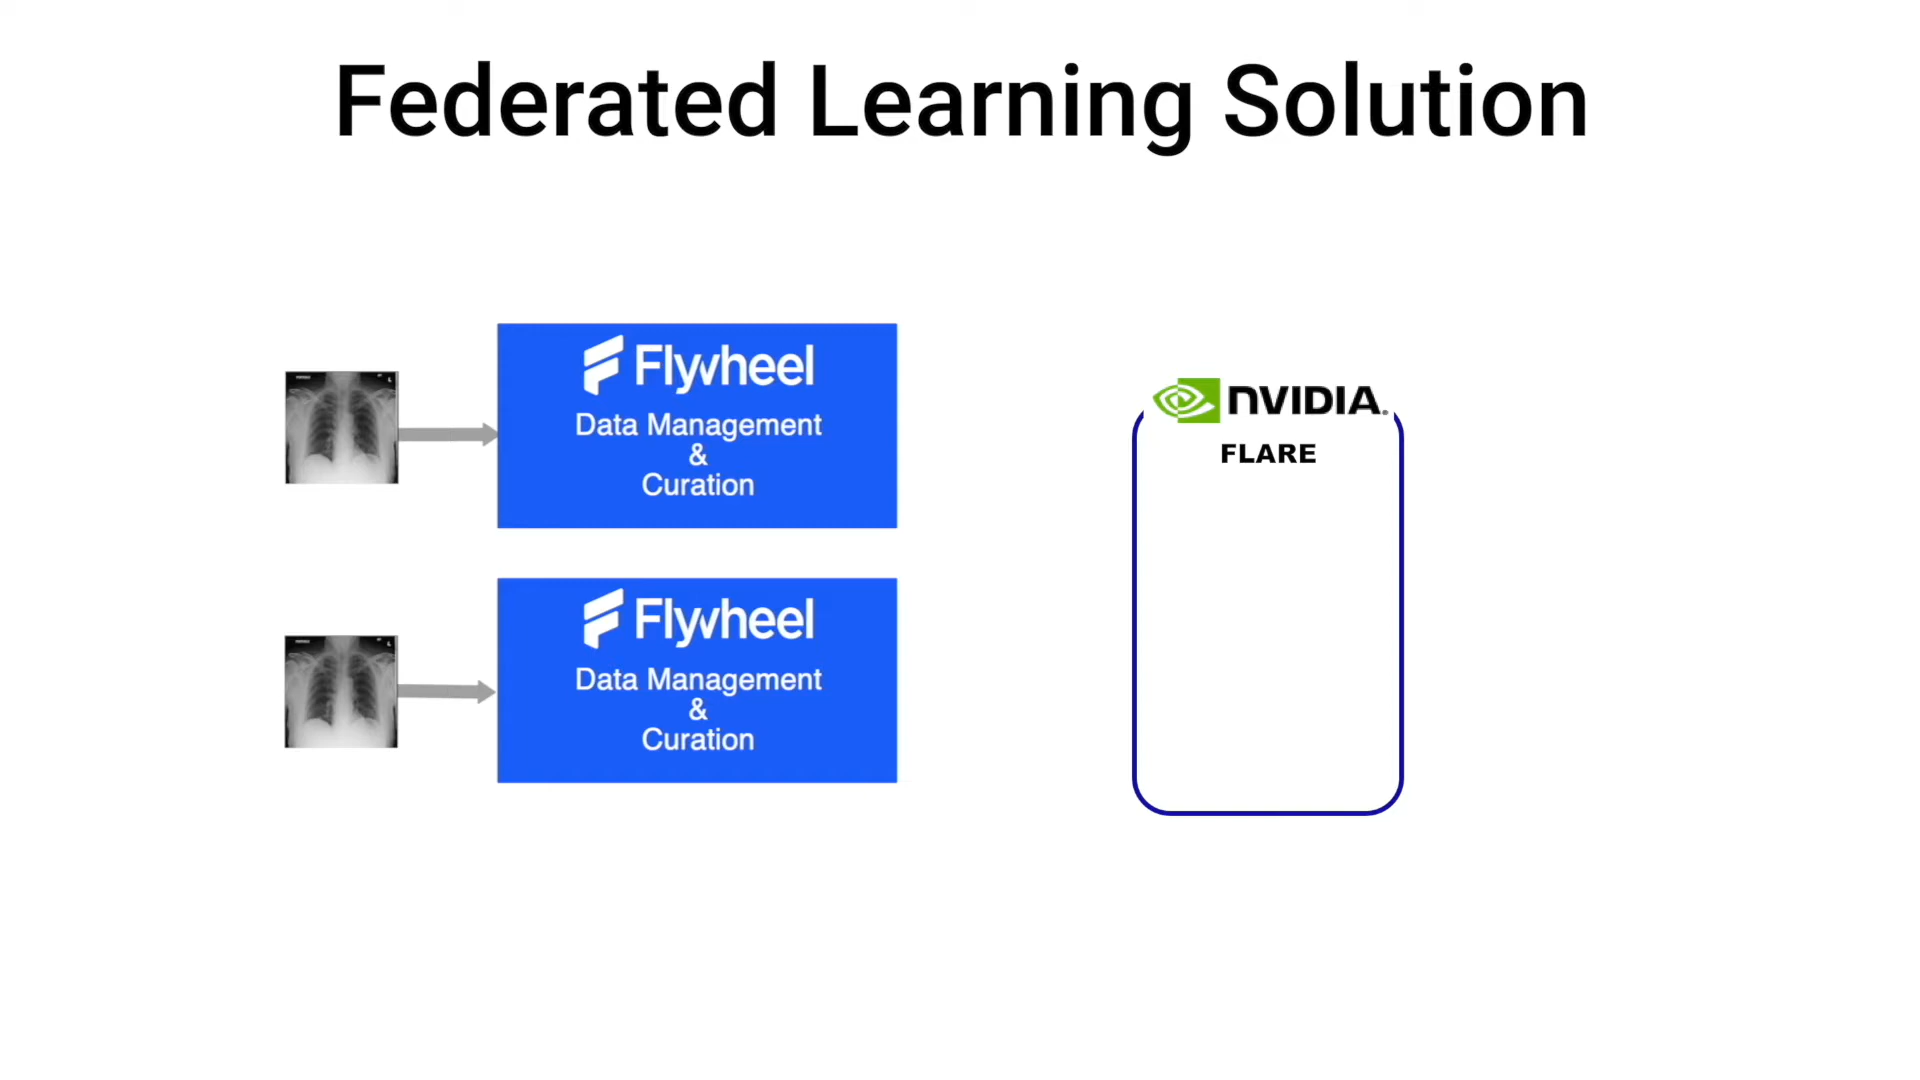 Federated Learning Solution
Flywheel
Data Management
&
Curation
Flywheel
Data Management
&
Curation
NVIDIA.
FLARE